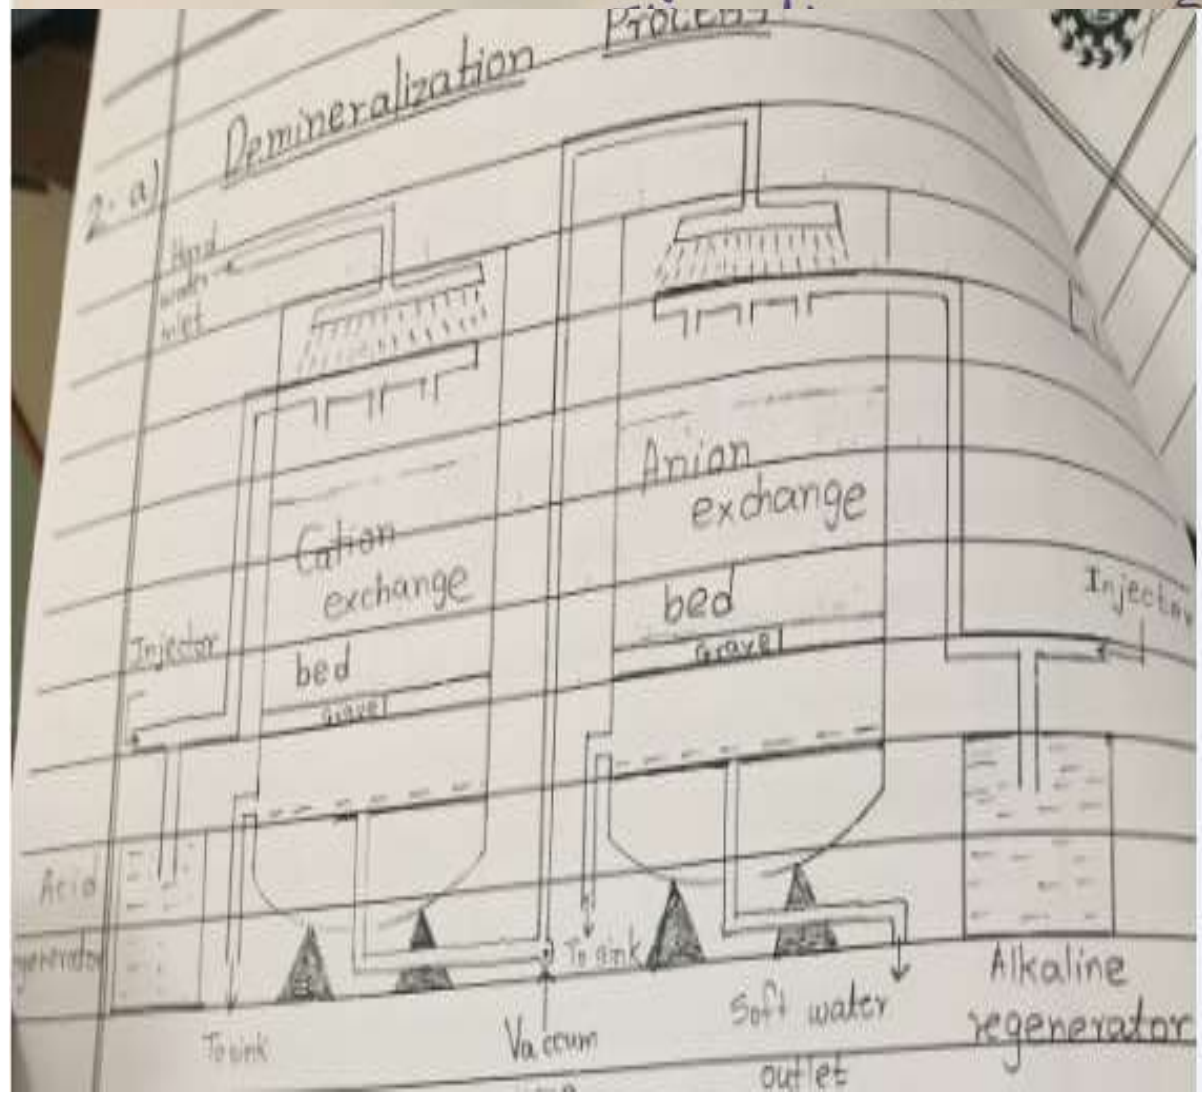 Demineralization Process
2. a)
Hard
water
inlet
Cation
exchange
bed
Gravel
Injector
Acid
To sink
Vaccum
Anion
exchange
bed
Gravel
Injector
To sink
Soft water
outlet
Alkaline
regenerator